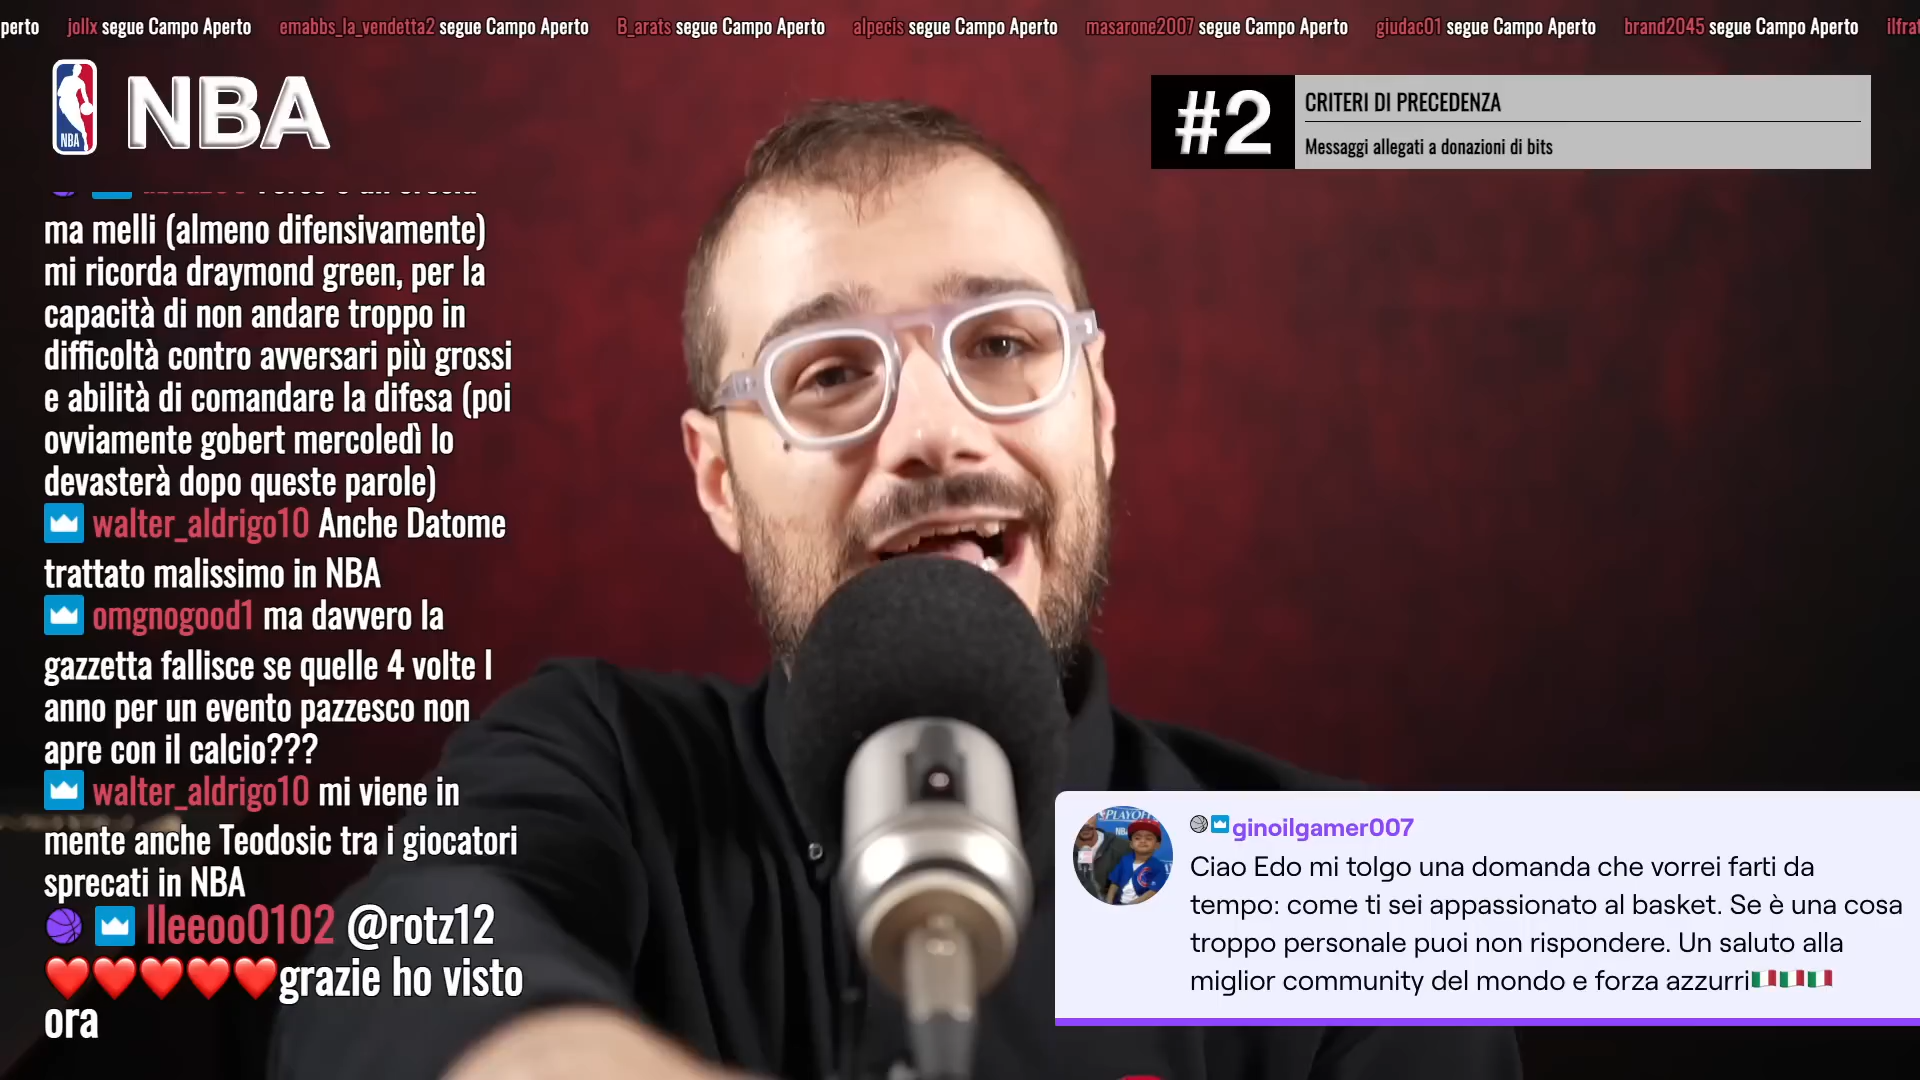 perto jollx segue Campo Aperto emabbs_la_vendetta2 segue Campo Aperto B_arats segue Campo Aperto alpecis segue Campo Aperto masarone2007 segue Campo Aperto giudac01 segue Campo Aperto brand2045 segue Campo Aperto ilfrat
NBA
NBA
#2
CRITERI DI PRECEDENZA
Messaggi allegati a donazioni di bits
ma melli (almeno difensivamente)
mi ricorda draymond green, per la
capacità di non andare troppo in
difficoltà contro avversari più grossi
e abilità di comandare la difesa (poi
ovviamente gobert mercoledì lo
devasterà dopo queste parole)
walter_aldrigo10 Anche Datome
trattato malissimo in NBA
omgnogood1 ma davvero la
gazzetta fallisce se quelle 4 volte l
anno per un evento pazzesco non
apre con il calcio???
walter_aldrigo10 mi viene in
mente anche Teodosic tra i giocatori
sprecati in NBA
lleeoo0102 @rotz12
❤️❤️❤️❤️❤️grazie ho visto
ora
PLAYOFF
ginoilgamer007
Ciao Edo mi tolgo una domanda che vorrei farti da
tempo: come ti sei appassionato al basket. Se è una cosa
troppo personale puoi non rispondere. Un saluto alla
miglior community del mondo e forza azzurri🇮🇹🇮🇹🇮🇹